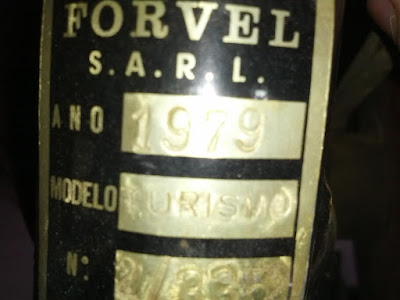 FORVEL
S.A.R.L.
ANO 1979
MODELO TURISMO
N: